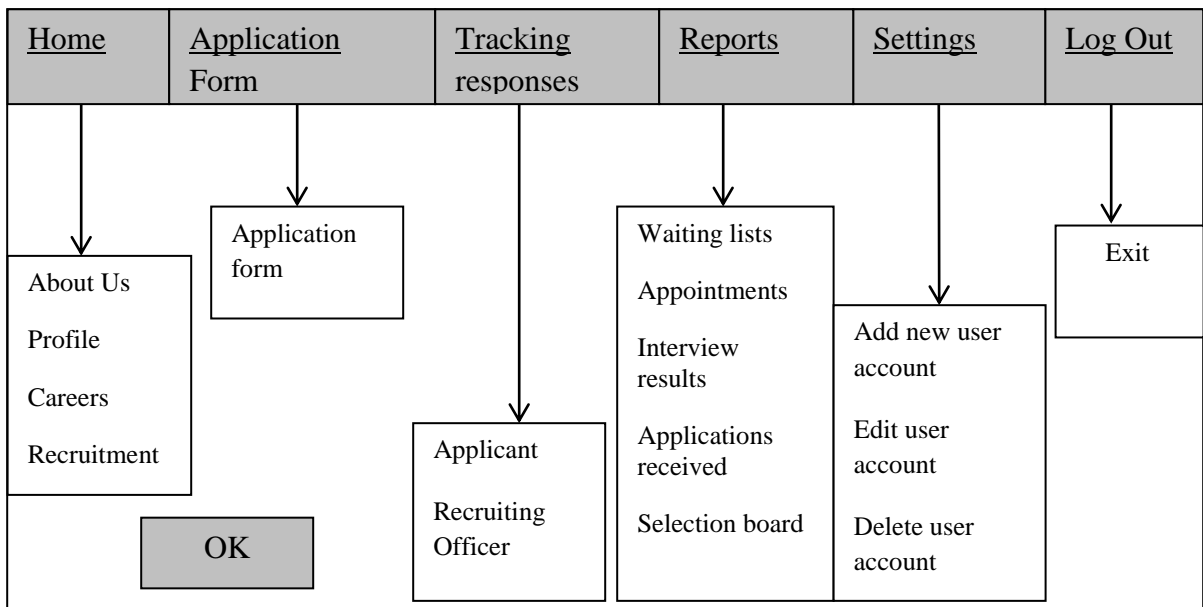 Home
Application
Form
Tracking
responses
Reports
Settings
Log Out
About Us
Profile
Careers
Recruitment
Application
form
Applicant
Recruiting
Officer
Waiting lists
Appointments
Interview
results
Applications
received
Selection board
Add new user
account
Edit user
account
Delete user
account
Exit
OK